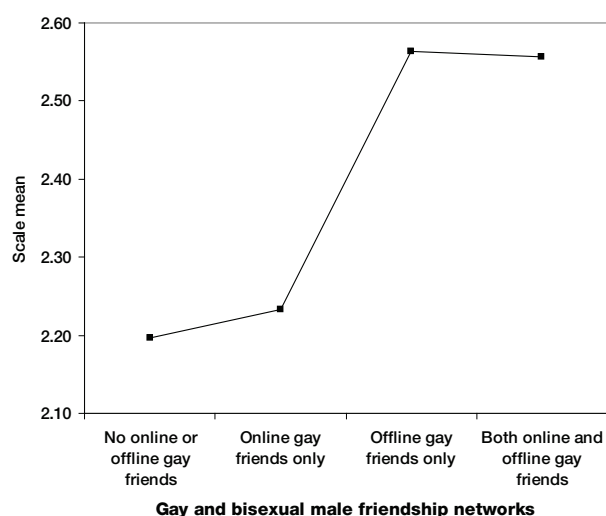 2.60
2.50
2.40
2.30
2.20
2.10
Scale mean
No online or
offline gay
friends
Online gay
friends only
Offline gay
friends only
Both online and
offline gay
friends
Gay and bisexual male friendship networks